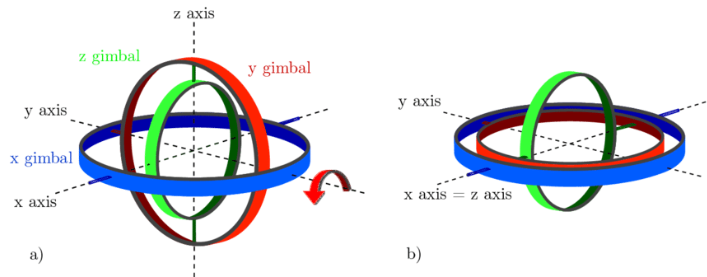 z axis
z gimbal
y gimbal
y axis
x gimbal
x axis
a)
y axis
x axis = z axis
b)